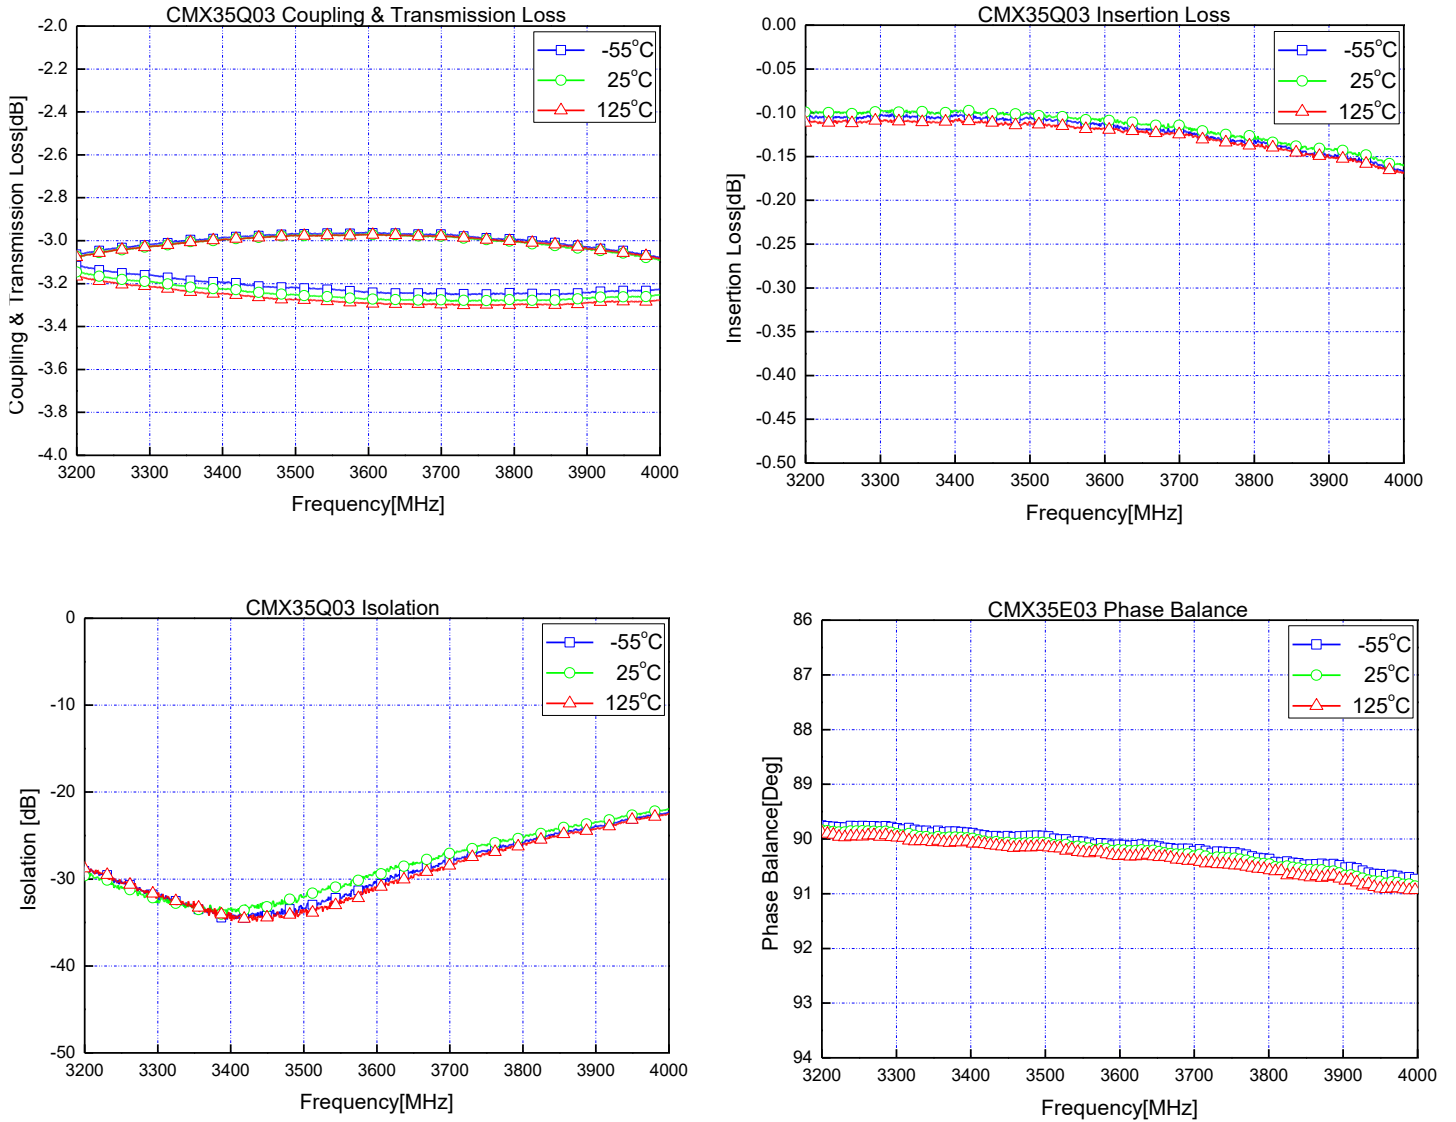 CMX35Q03 Coupling & Transmission Loss
-2.0
-2.2
-2.4
-2.6
-2.8
-3.0
-3.2
-3.4
-3.6
-3.8
-4.0
Coupling & Transmission Loss[dB]
-55°C
25°C
125°C
3200 3300 3400 3500 3600 3700 3800 3900 4000
Frequency[MHz]
CMX35Q03 Insertion Loss
0.00
-0.05
-0.10
-0.15
-0.20
-0.25
-0.30
-0.35
-0.40
-0.45
-0.50
Insertion Loss[dB]
-55°C
25°C
125°C
3200 3300 3400 3500 3600 3700 3800 3900 4000
Frequency[MHz]
CMX35Q03 Isolation
0
-10
-20
-30
-40
-50
Isolation [dB]
-55°C
25°C
125°C
3200 3300 3400 3500 3600 3700 3800 3900 4000
Frequency[MHz]
CMX35E03 Phase Balance
86
87
88
89
90
91
92
93
94
Phase Balance[Deg]
-55°C
25°C
125°C
3200 3300 3400 3500 3600 3700 3800 3900 4000
Frequency[MHz]